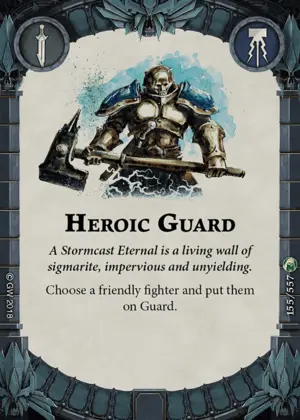 HEROIC GUARD
A Stormcast Eternal is a living wall of
sigmarite, impervious and unyielding.
Choose a friendly fighter and put them
on Guard.
© GW 2018
155/557